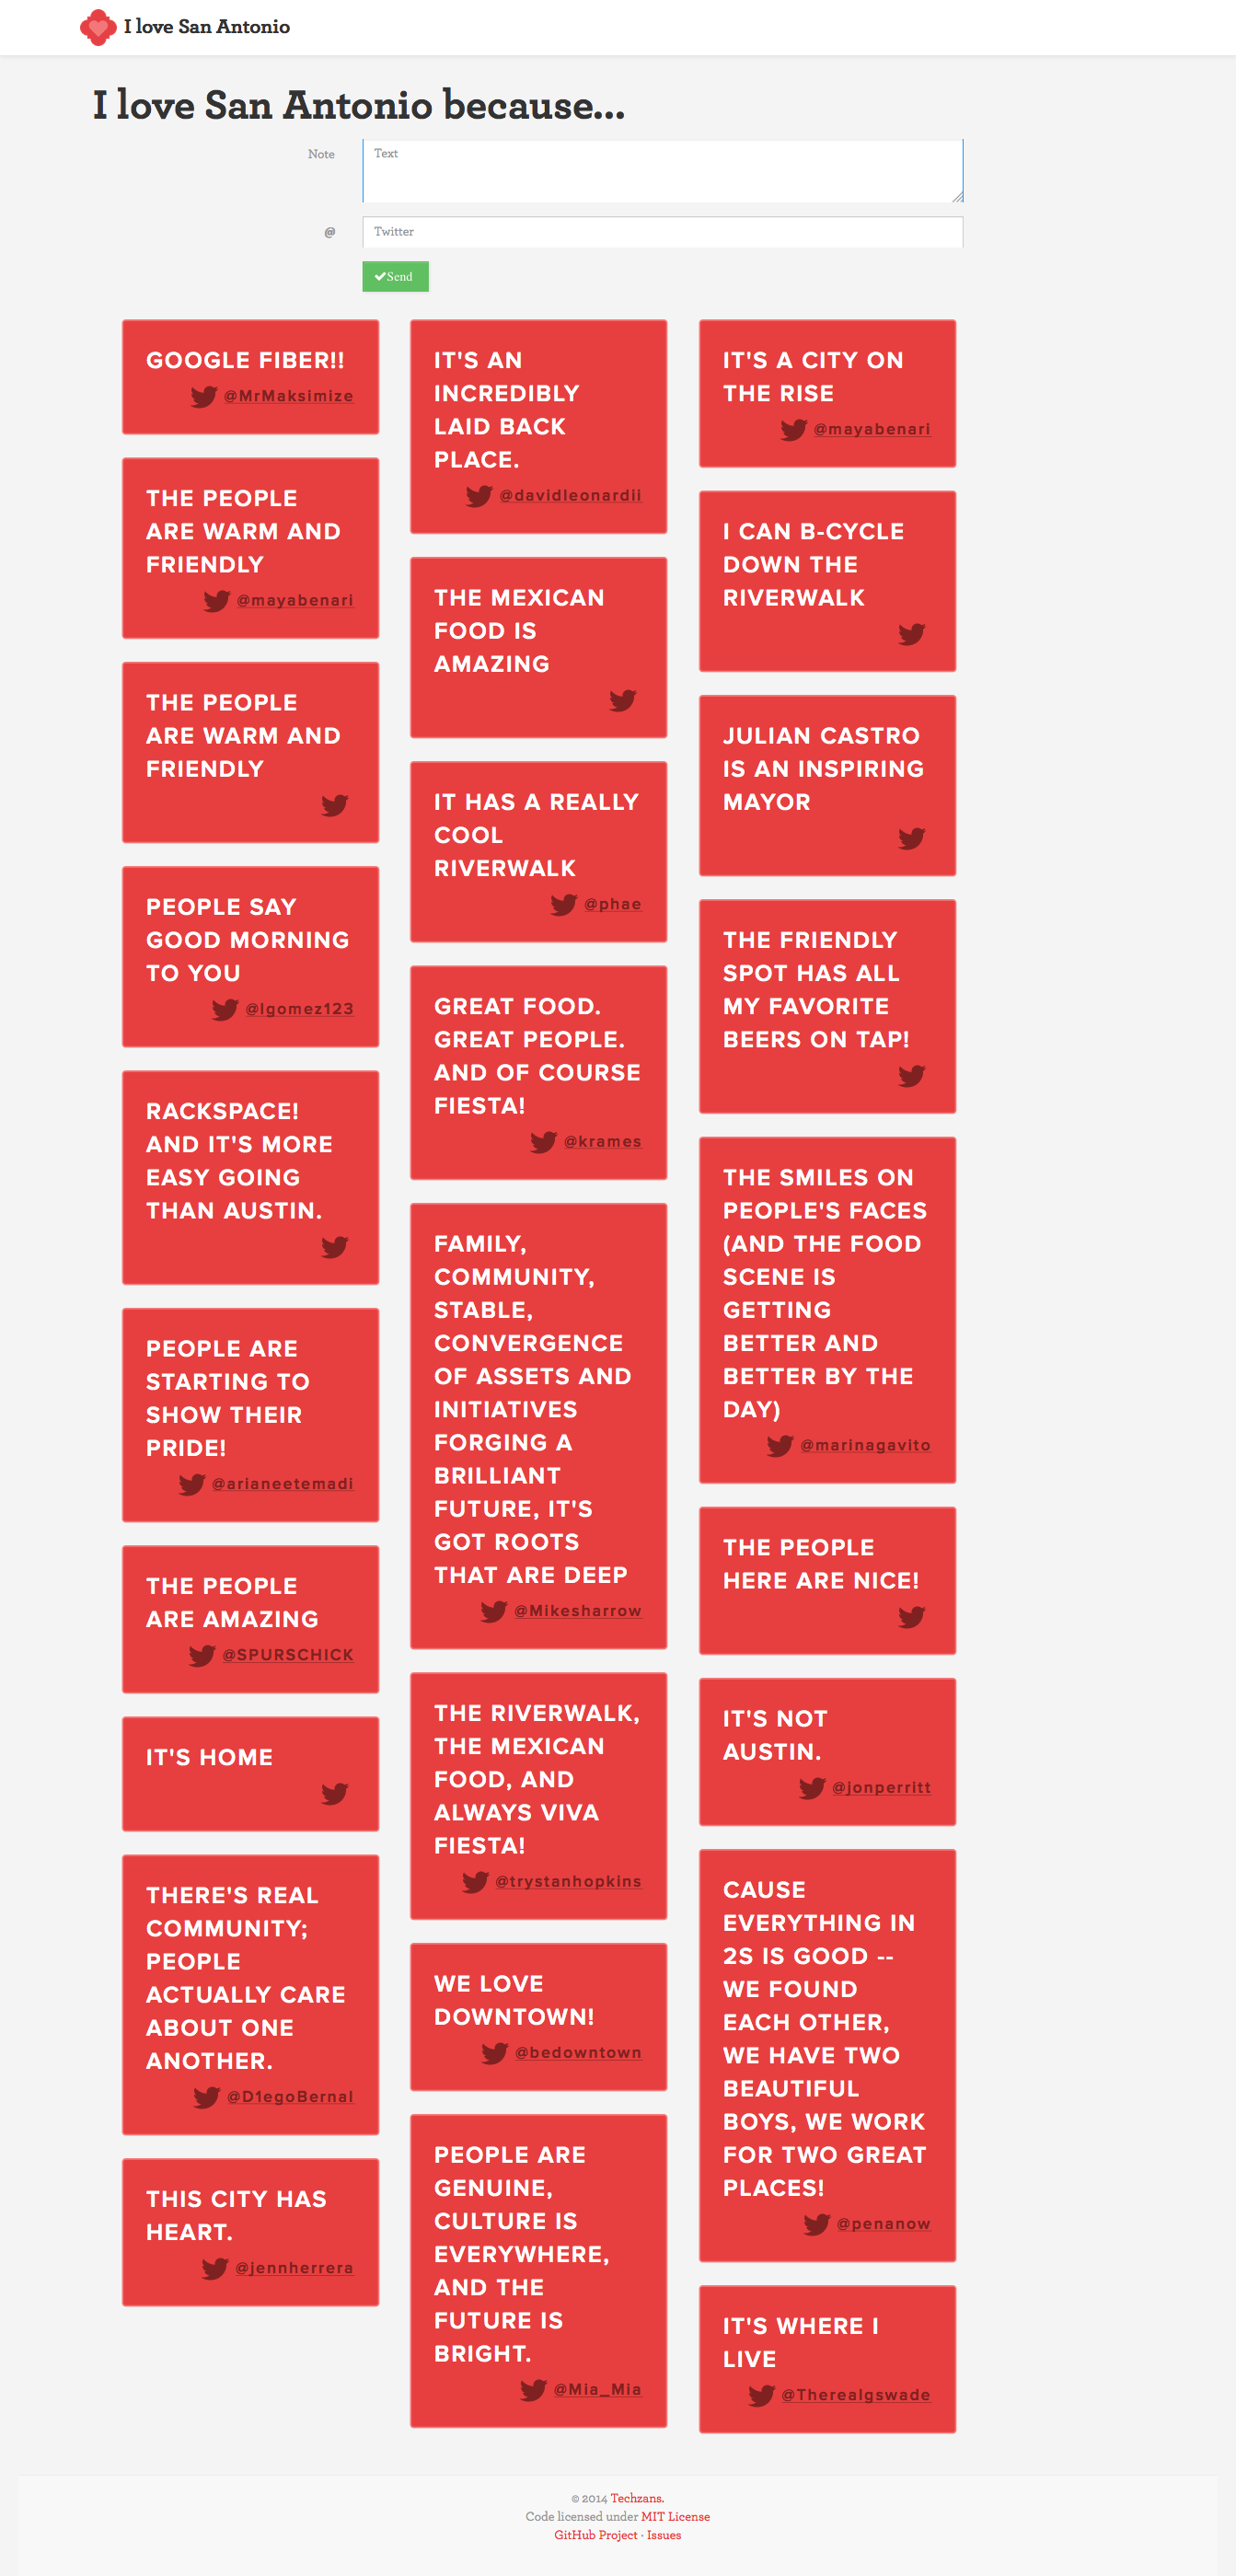 I love San Antonio
I love San Antonio because...
Note
Text
@
Twitter
Send
GOOGLE FIBER!!
@MrMaksimize
THE PEOPLE
ARE WARM AND
FRIENDLY
@mayabenari
THE PEOPLE
ARE WARM AND
FRIENDLY
PEOPLE SAY
GOOD MORNING
TO YOU
@lgomez123
RACKSPACE!
AND IT'S MORE
EASY GOING
THAN AUSTIN.
PEOPLE ARE
STARTING TO
SHOW THEIR
PRIDE!
@arianeetemadi
THE PEOPLE
ARE AMAZING
@SPURSCHICK
IT'S HOME
THERE'S REAL
COMMUNITY;
PEOPLE
ACTUALLY CARE
ABOUT ONE
ANOTHER.
@D1egoBernal
THIS CITY HAS
HEART.
@jennherrera
IT'S AN
INCREDIBLY
LAID BACK
PLACE.
@davidleonardii
THE MEXICAN
FOOD IS
AMAZING
IT HAS A REALLY
COOL
RIVERWALK
@phae
GREAT FOOD.
GREAT PEOPLE.
AND OF COURSE
FIESTA!
@krames
FAMILY,
COMMUNITY,
STABLE,
CONVERGENCE
OF ASSETS AND
INITIATIVES
FORGING A
BRILLIANT
FUTURE, IT'S
GOT ROOTS
THAT ARE DEEP
@Mikesharrow
THE RIVERWALK,
THE MEXICAN
FOOD, AND
ALWAYS VIVA
FIESTA!
@trystanhopkins
WE LOVE
DOWNTOWN!
@bedowntown
PEOPLE ARE
GENUINE,
CULTURE IS
EVERYWHERE,
AND THE
FUTURE IS
BRIGHT.
@Mia_Mia
IT'S A CITY ON
THE RISE
@mayabenari
I CAN B-CYCLE
DOWN THE
RIVERWALK
JULIAN CASTRO
IS AN INSPIRING
MAYOR
THE FRIENDLY
SPOT HAS ALL
MY FAVORITE
BEERS ON TAP!
THE SMILES ON
PEOPLE'S FACES
(AND THE FOOD
SCENE IS
GETTING
BETTER AND
BETTER BY THE
DAY)
@marinagavito
THE PEOPLE
HERE ARE NICE!
IT'S NOT
AUSTIN.
@jonperritt
CAUSE
EVERYTHING IN
2S IS GOOD --
WE FOUND
EACH OTHER,
WE HAVE TWO
BEAUTIFUL
BOYS, WE WORK
FOR TWO GREAT
PLACES!
@penanow
IT'S WHERE I
LIVE
@Therealgswade
© 2014 Techzans.
Code licensed under MIT License
GitHub Project · Issues